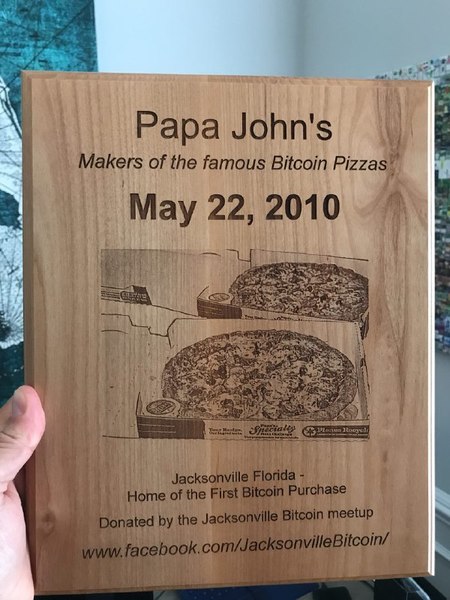 Papa John's
Makers of the famous Bitcoin Pizzas
May 22, 2010
Specialty
Jacksonville Florida -
Home of the First Bitcoin Purchase
Donated by the Jacksonville Bitcoin meetup
www.facebook.com/JacksonvilleBitcoin/